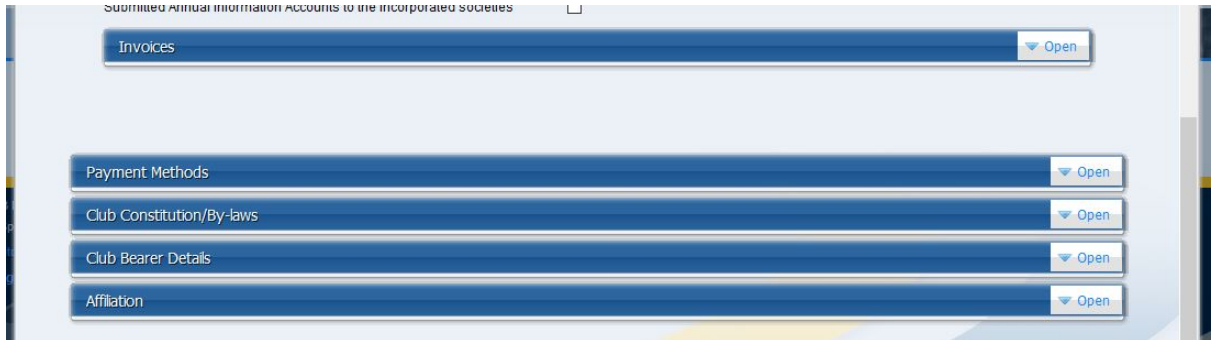 Submitted Annual Information Accounts to the incorporated societies
Invoices
Open
Payment Methods
Open
Club Constitution/By-laws
Open
Club Bearer Details
Open
Affiliation
Open